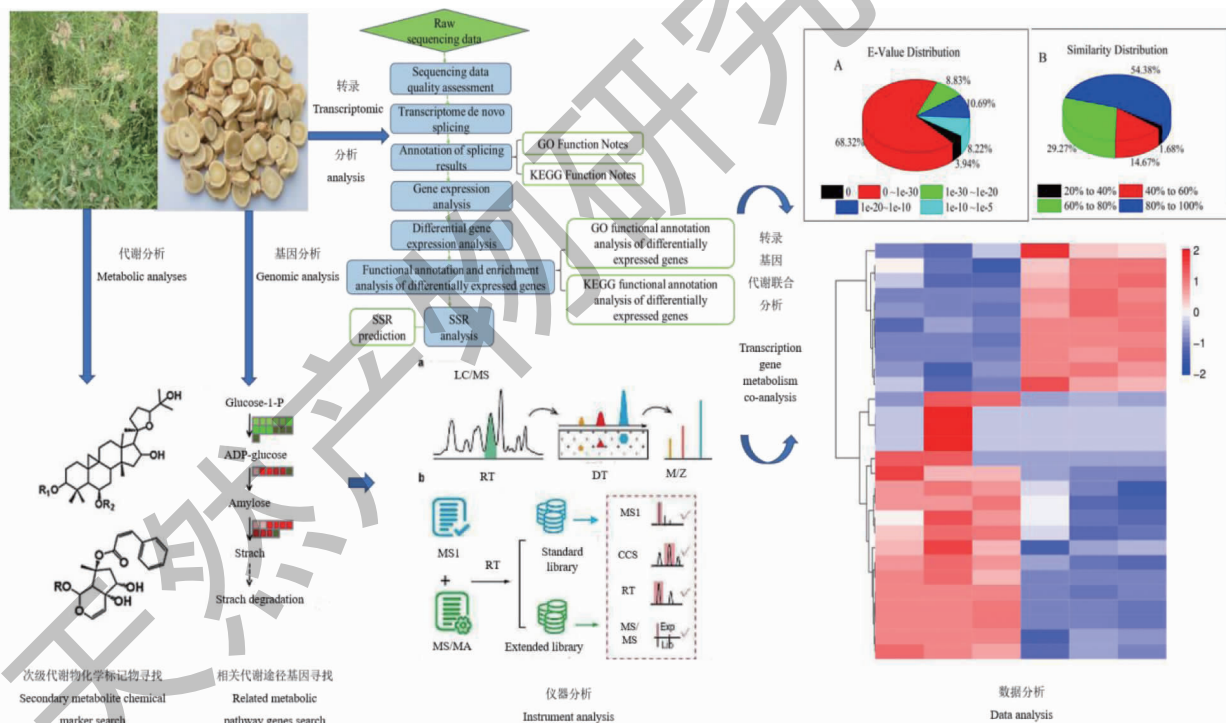 Raw
sequencing data
Sequencing data
quality assessment
Transcriptome de novo
splicing
Annotation of splicing
results
GO Function Notes
KEGG Function Notes
Gene expression
analysis
Differential gene
expression analysis
Functional annotation and enrichment
analysis of differentially expressed genes
GO functional annotation
analysis of differentially
expressed genes
KEGG functional annotation
analysis of differentially
expressed genes
SSR
prediction
SSR
analysis
转录
Transcriptomic
分析
analysis
代谢分析
Metabolic analyses
基因分析
Genomic analysis
OH
O
OH
R₁O
OR₂
O
O
RO
OH
OH
O
Glucose-1-P
ADP-glucose
Amylose
Strach
Strach degradation
次级代谢物化学标记物寻找
Secondary metabolite chemical
marker search
相关代谢途径基因寻找
Related metabolic
pathway genes search
a
LC/MS
RT
DT
M/Z
b
MS1
+
MS/MA
RT
Standard
library
Extended library
MS1
CCS
RT
MS/
MS
Exp
Lib
仪器分析
Instrument analysis
转录
基因
代谢联合
分析
Transcription
gene
metabolism
co-analysis
E-Value Distribution
A
8.83%
10.69%
8.22%
3.94%
68.32%
0
0 ~1e-30
1e-30 ~1e-20
1e-20~1e-10
1e-10 ~1e-5
Similarity Distribution
B
54.38%
1.68%
14.67%
29.27%
20% to 40%
40% to 60%
60% to 80%
80% to 100%
2
1
0
−1
−2
数据分析
Data analysis
天然产物研究